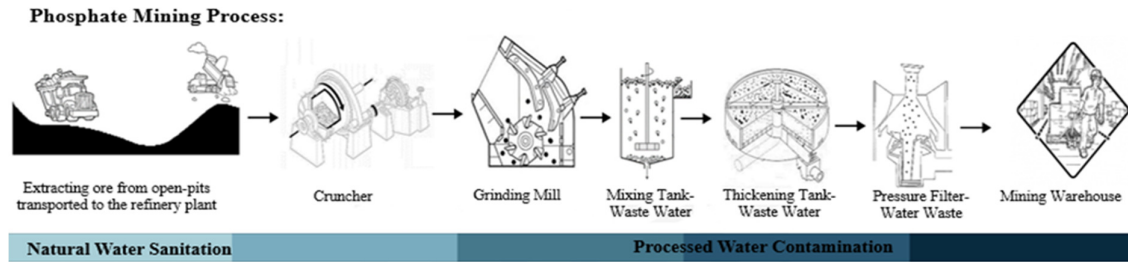 Phosphate Mining Process:
Extracting ore from open-pits
transported to the refinery plant
Cruncher
Grinding Mill
Mixing Tank-
Waste Water
Thickening Tank-
Waste Water
Pressure Filter-
Water Waste
Mining Warehouse
Natural Water Sanitation
Processed Water Contamination